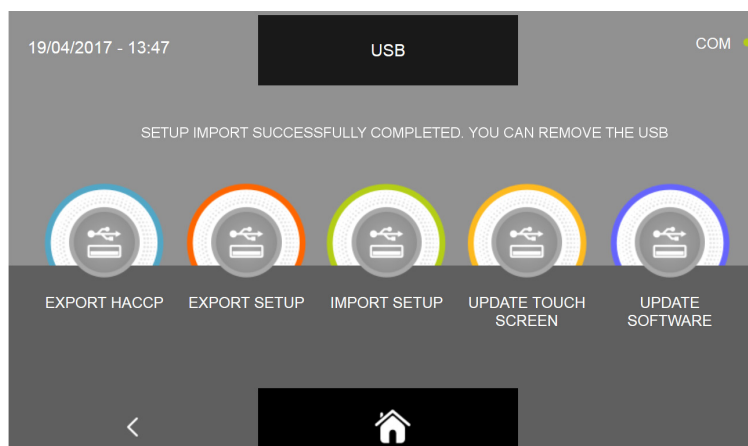 19/04/2017 - 13:47
USB
COM
SETUP IMPORT SUCCESSFULLY COMPLETED. YOU CAN REMOVE THE USB
EXPORT HACCP
EXPORT SETUP
IMPORT SETUP
UPDATE TOUCH
SCREEN
UPDATE
SOFTWARE